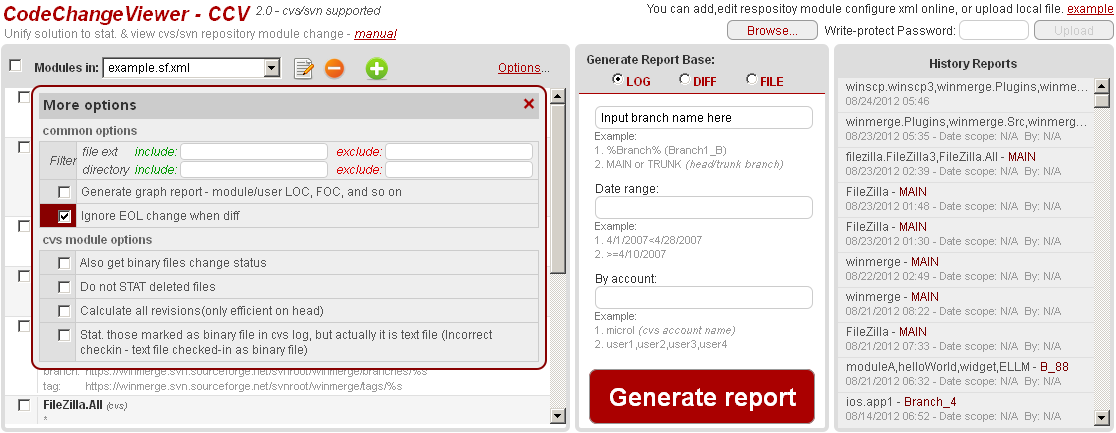 CodeChangeViewer - CCV 2.0 - cvs/svn supported
Unify solution to stat. & view cvs/svn repository module change - manual
You can add,edit respositoy module configure xml online, or upload local file. example
Browse... Write-protect Password: Upload
Modules in: example.sf.xml Options...
More options
common options
Filter file ext include: exclude:
directory include: exclude:
Generate graph report - module/user LOC, FOC, and so on
Ignore EOL change when diff
cvs module options
Also get binary files change status
Do not STAT deleted files
Calculate all revisions(only efficient on head)
Stat. those marked as binary file in cvs log, but actually it is text file (Incorrect
checkin - text file checked-in as binary file)
branch: https://winmerge.svn.sourceforge.net/svnroot/winmerge/branches/%s
tag: https://winmerge.svn.sourceforge.net/svnroot/winmerge/tags/%s
FileZilla.All (cvs)
*
Generate Report Base:
LOG DIFF FILE
Input branch name here
Example:
1. %Branch% (Branch1_B)
2. MAIN or TRUNK (head/trunk branch)
Date range:
Example:
1. 4/1/2007<4/28/2007
2. >=4/10/2007
By account:
Example:
1. microl (cvs account name)
2. user1,user2,user3,user4
Generate report
History Reports
winscp.winscp3,winmerge.Plugins,winme...
08/24/2012 05:46
winmerge.Plugins,winmerge.Src,winmerg...
08/23/2012 05:35 - Date scope: N/A By: N/A
filezilla.FileZilla3,FileZilla.All - MAIN
08/23/2012 02:39 - Date scope: N/A By: N/A
FileZilla - MAIN
08/23/2012 01:48 - Date scope: N/A By: N/A
FileZilla - MAIN
08/23/2012 01:30 - Date scope: N/A By: N/A
winmerge - MAIN
08/22/2012 02:49 - Date scope: N/A By: N/A
winmerge - MAIN
08/21/2012 08:22 - Date scope: N/A By: N/A
FileZilla - MAIN
08/21/2012 07:33 - Date scope: N/A By: N/A
moduleA,helloWorld,widget,ELLM - B_88
08/21/2012 06:32 - Date scope: N/A By: N/A
ios.app1 - Branch_4
08/14/2012 06:52 - Date scope: N/A By: N/A